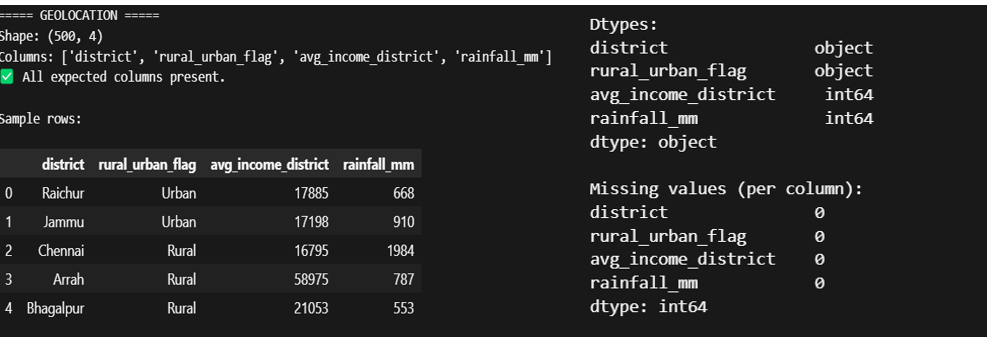 ===== GEOLOCATION =====
Shape: (500, 4)
Columns: ['district', 'rural_urban_flag', 'avg_income_district', 'rainfall_mm']
✅ All expected columns present.
Sample rows:
district rural_urban_flag avg_income_district rainfall_mm
0 Raichur Urban 17885 668
1 Jammu Urban 17198 910
2 Chennai Rural 16795 1984
3 Arrah Rural 58975 787
4 Bhagalpur Rural 21053 553
Dtypes:
district object
rural_urban_flag object
avg_income_district int64
rainfall_mm int64
dtype: object
Missing values (per column):
district 0
rural_urban_flag 0
avg_income_district 0
rainfall_mm 0
dtype: int64